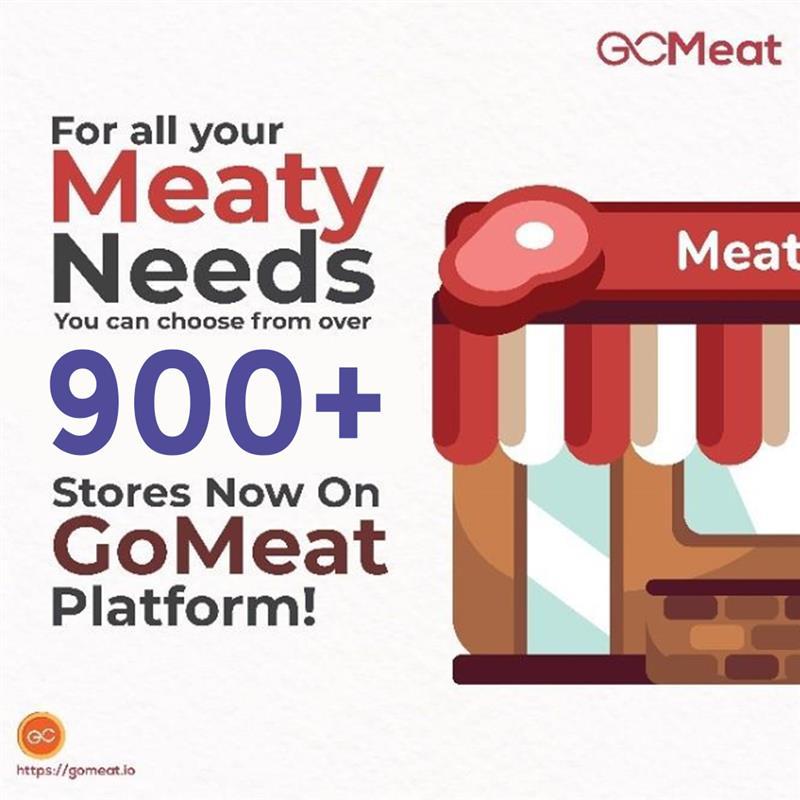 GOMeat
For all your
Meaty
Needs
You can choose from over
900+
Stores Now On
GoMeat
Platform!
Meat
GC
https://gomeat.io